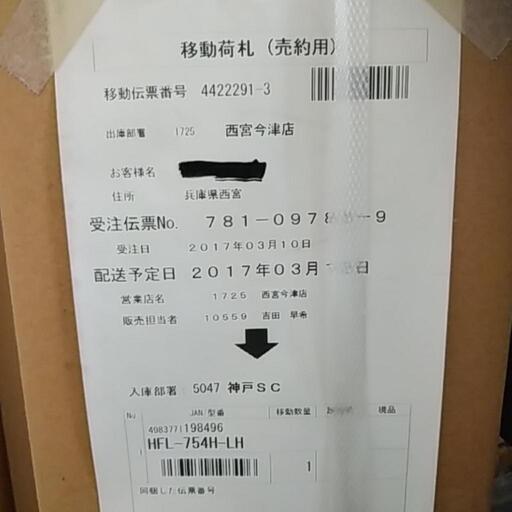 移動荷札（売約用）
移動伝票番号 4422291-3
出庫部署 1725 西宮今津店
お客様名
住所 兵庫県西宮
受注伝票No. 781-097 -9
受注日 2017年03月10日
配送予定日 2017年03月 日
営業店名 1725 西宮今津店
販売担当者 10559 吉田 早希
入庫部署 5047 神戸SC
No JAN/型番 移動数量 現品
4983771198496
HFL-754H-LH
1
同梱した伝票番号